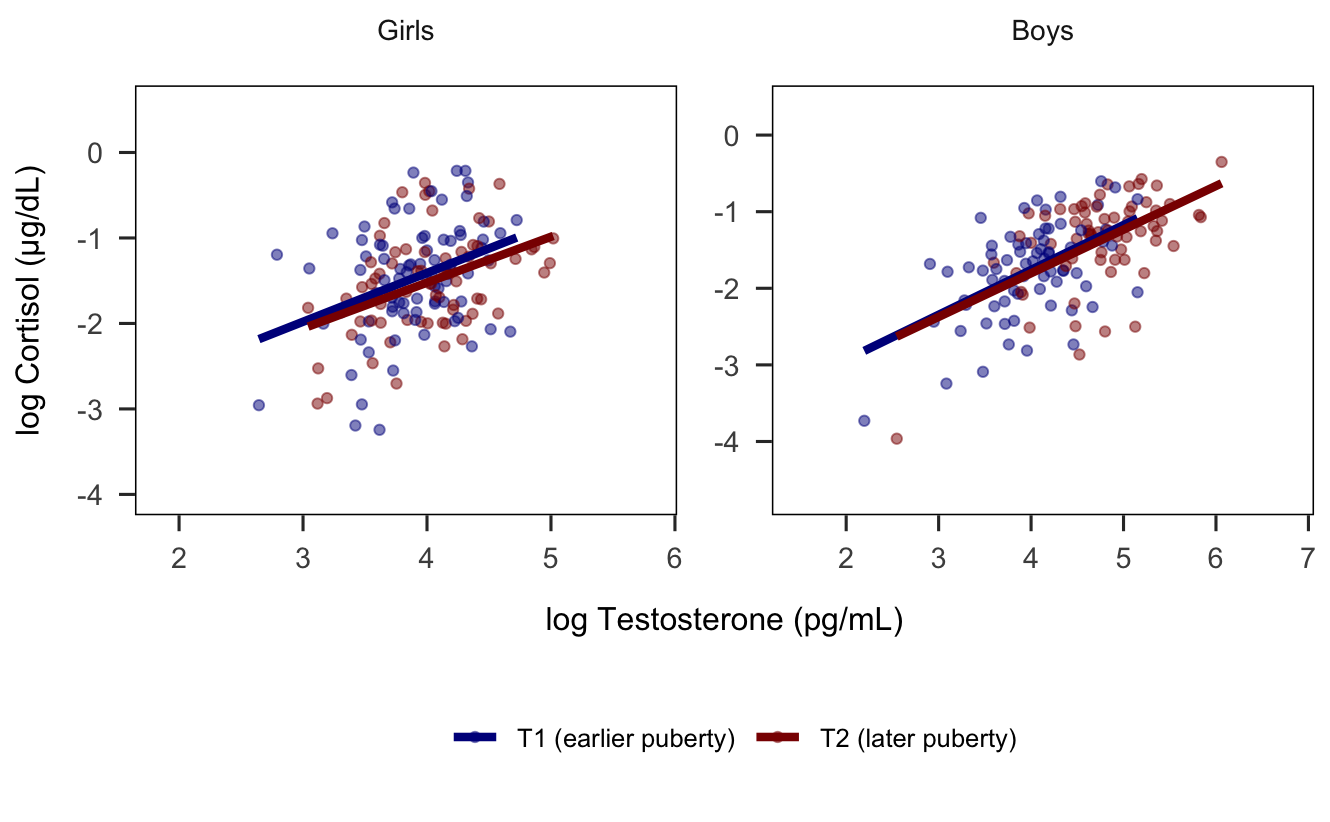 Girls
Boys
log Cortisol (μg/dL)
0
-1
-2
-3
-4
2 3 4 5 6
0
-1
-2
-3
-4
2 3 4 5 6 7
log Testosterone (pg/mL)
T1 (earlier puberty) T2 (later puberty)